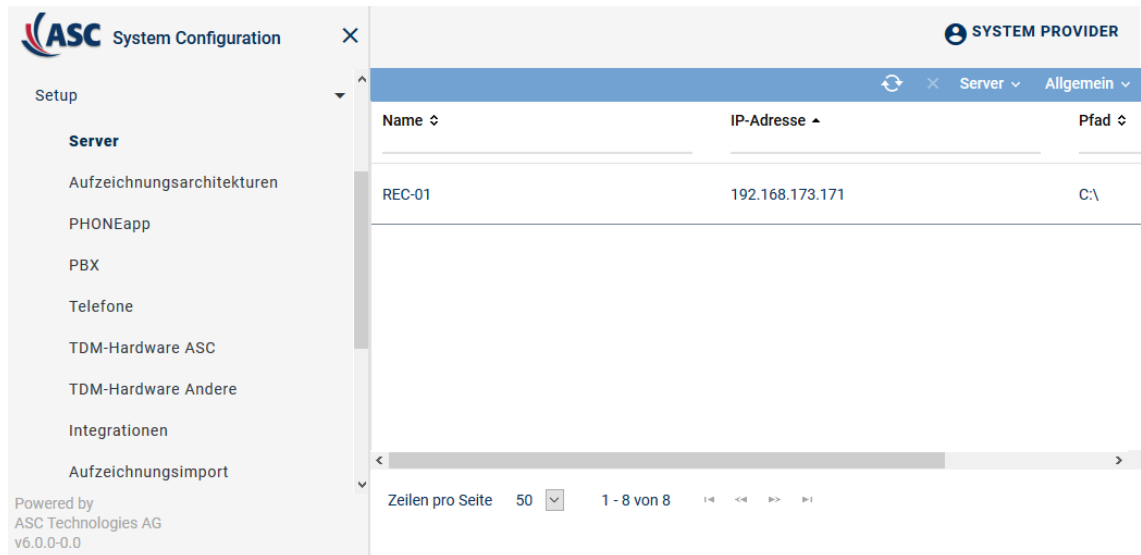 ASC System Configuration
SYSTEM PROVIDER
Setup
Server
Aufzeichnungsarchitekturen
PHONEapp
PBX
Telefone
TDM-Hardware ASC
TDM-Hardware Andere
Integrationen
Aufzeichnungsimport
Powered by
ASC Technologies AG
v6.0.0-0.0
Server Allgemein
Name IP-Adresse Pfad
REC-01 192.168.173.171 C:\
Zeilen pro Seite 50 1 - 8 von 8